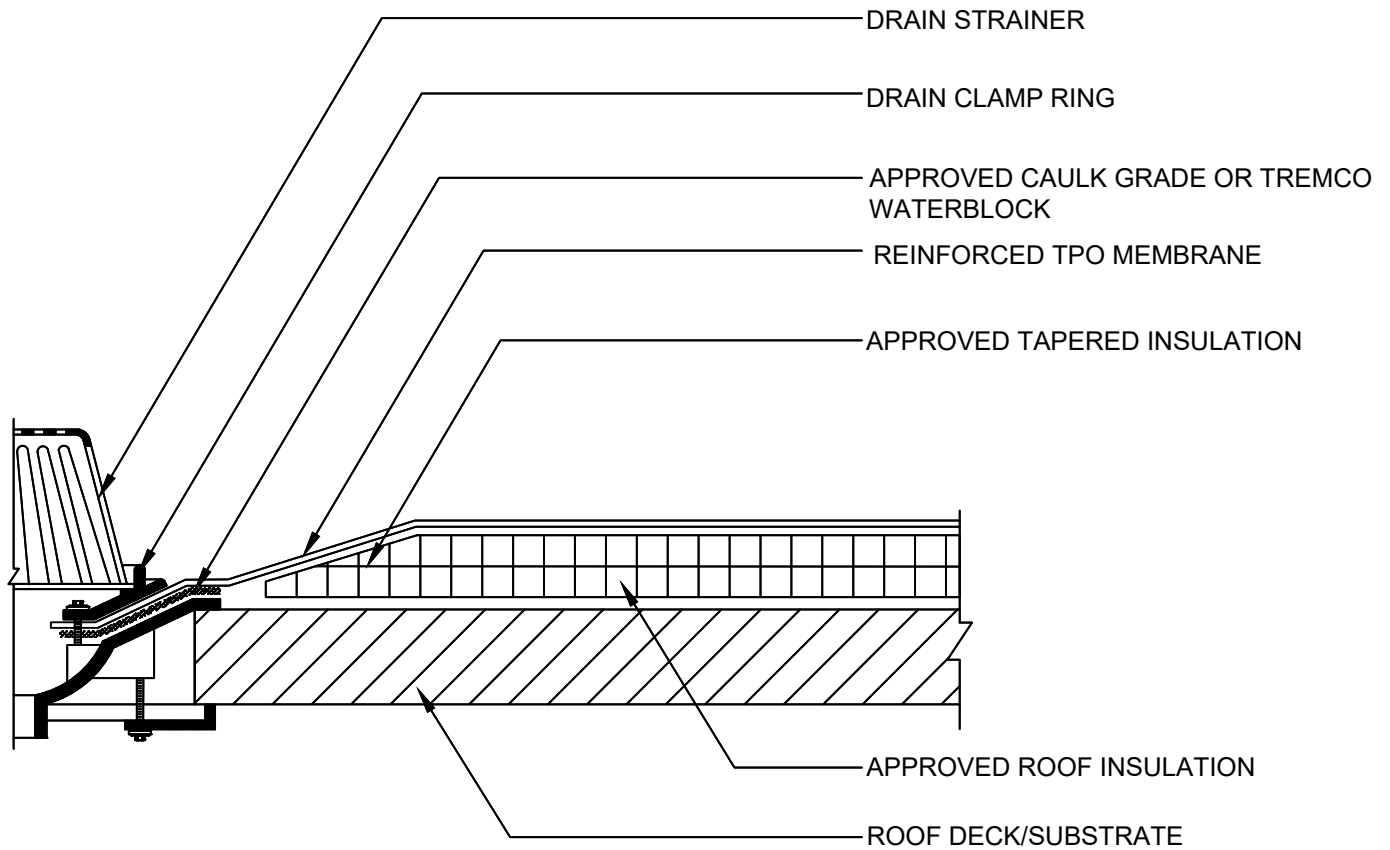 DRAIN STRAINER
DRAIN CLAMP RING
APPROVED CAULK GRADE OR TREMCO
WATERBLOCK
REINFORCED TPO MEMBRANE
APPROVED TAPERED INSULATION
APPROVED ROOF INSULATION
ROOF DECK/SUBSTRATE